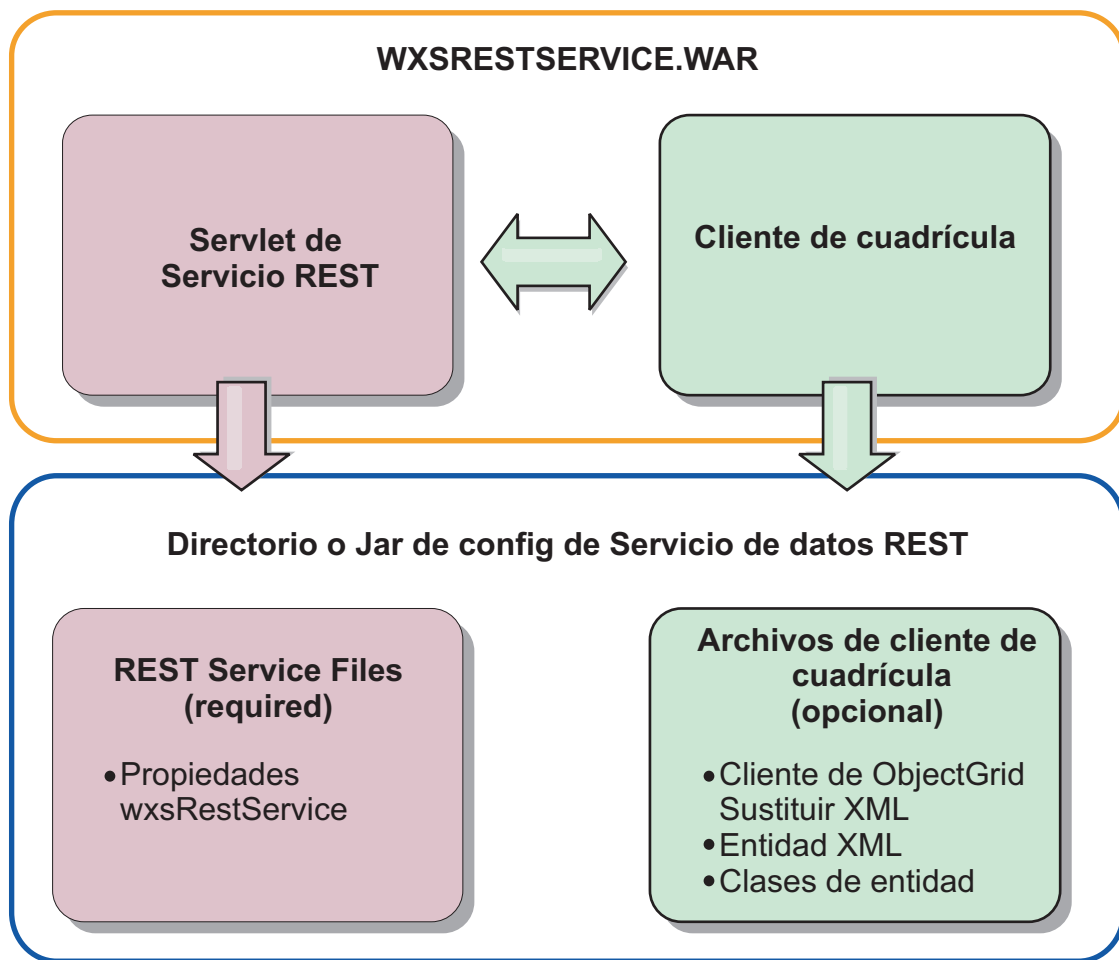 WXSRESTSERVICE.WAR
Servlet de
Servicio REST
Cliente de cuadrícula
Directorio o Jar de config de Servicio de datos REST
REST Service Files
(required)
•Propiedades
wxsRestService
Archivos de cliente de
cuadrícula
(opcional)
•Cliente de ObjectGrid
Sustituir XML
•Entidad XML
•Clases de entidad